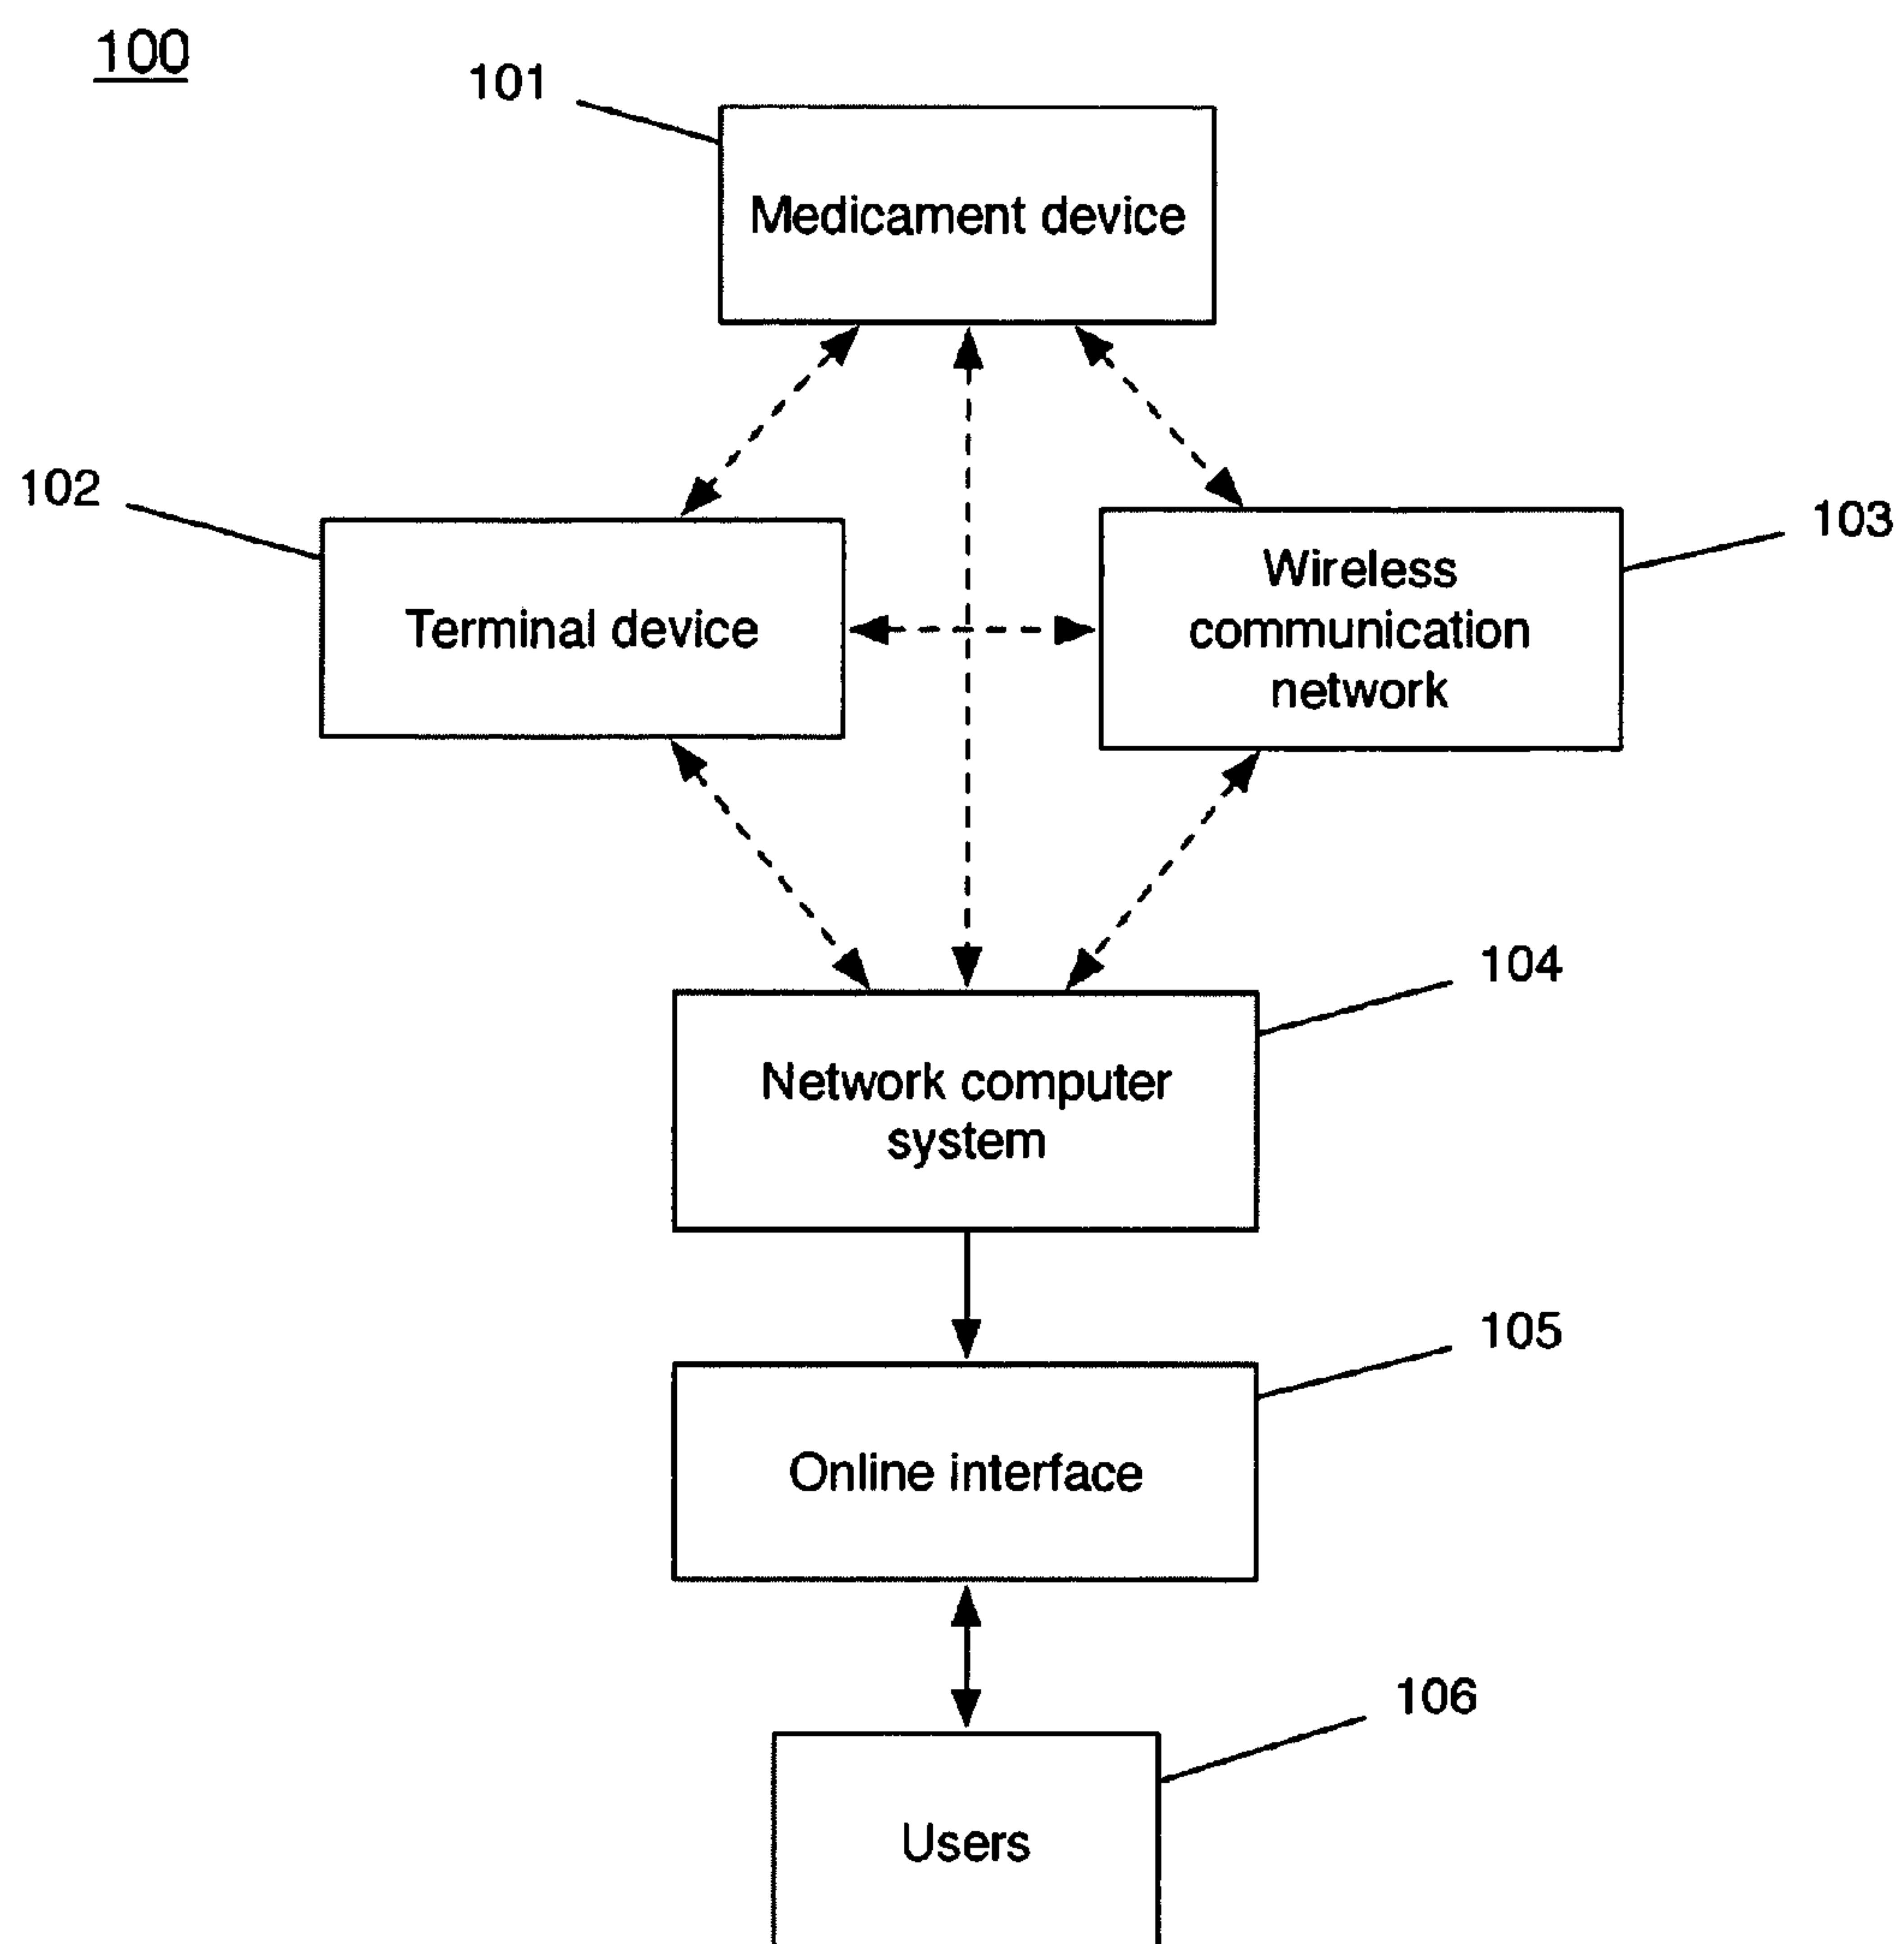 100
101
Medicament device
102
103
Terminal device
Wireless
communication
network
104
Network computer
system
105
Online interface
106
Users